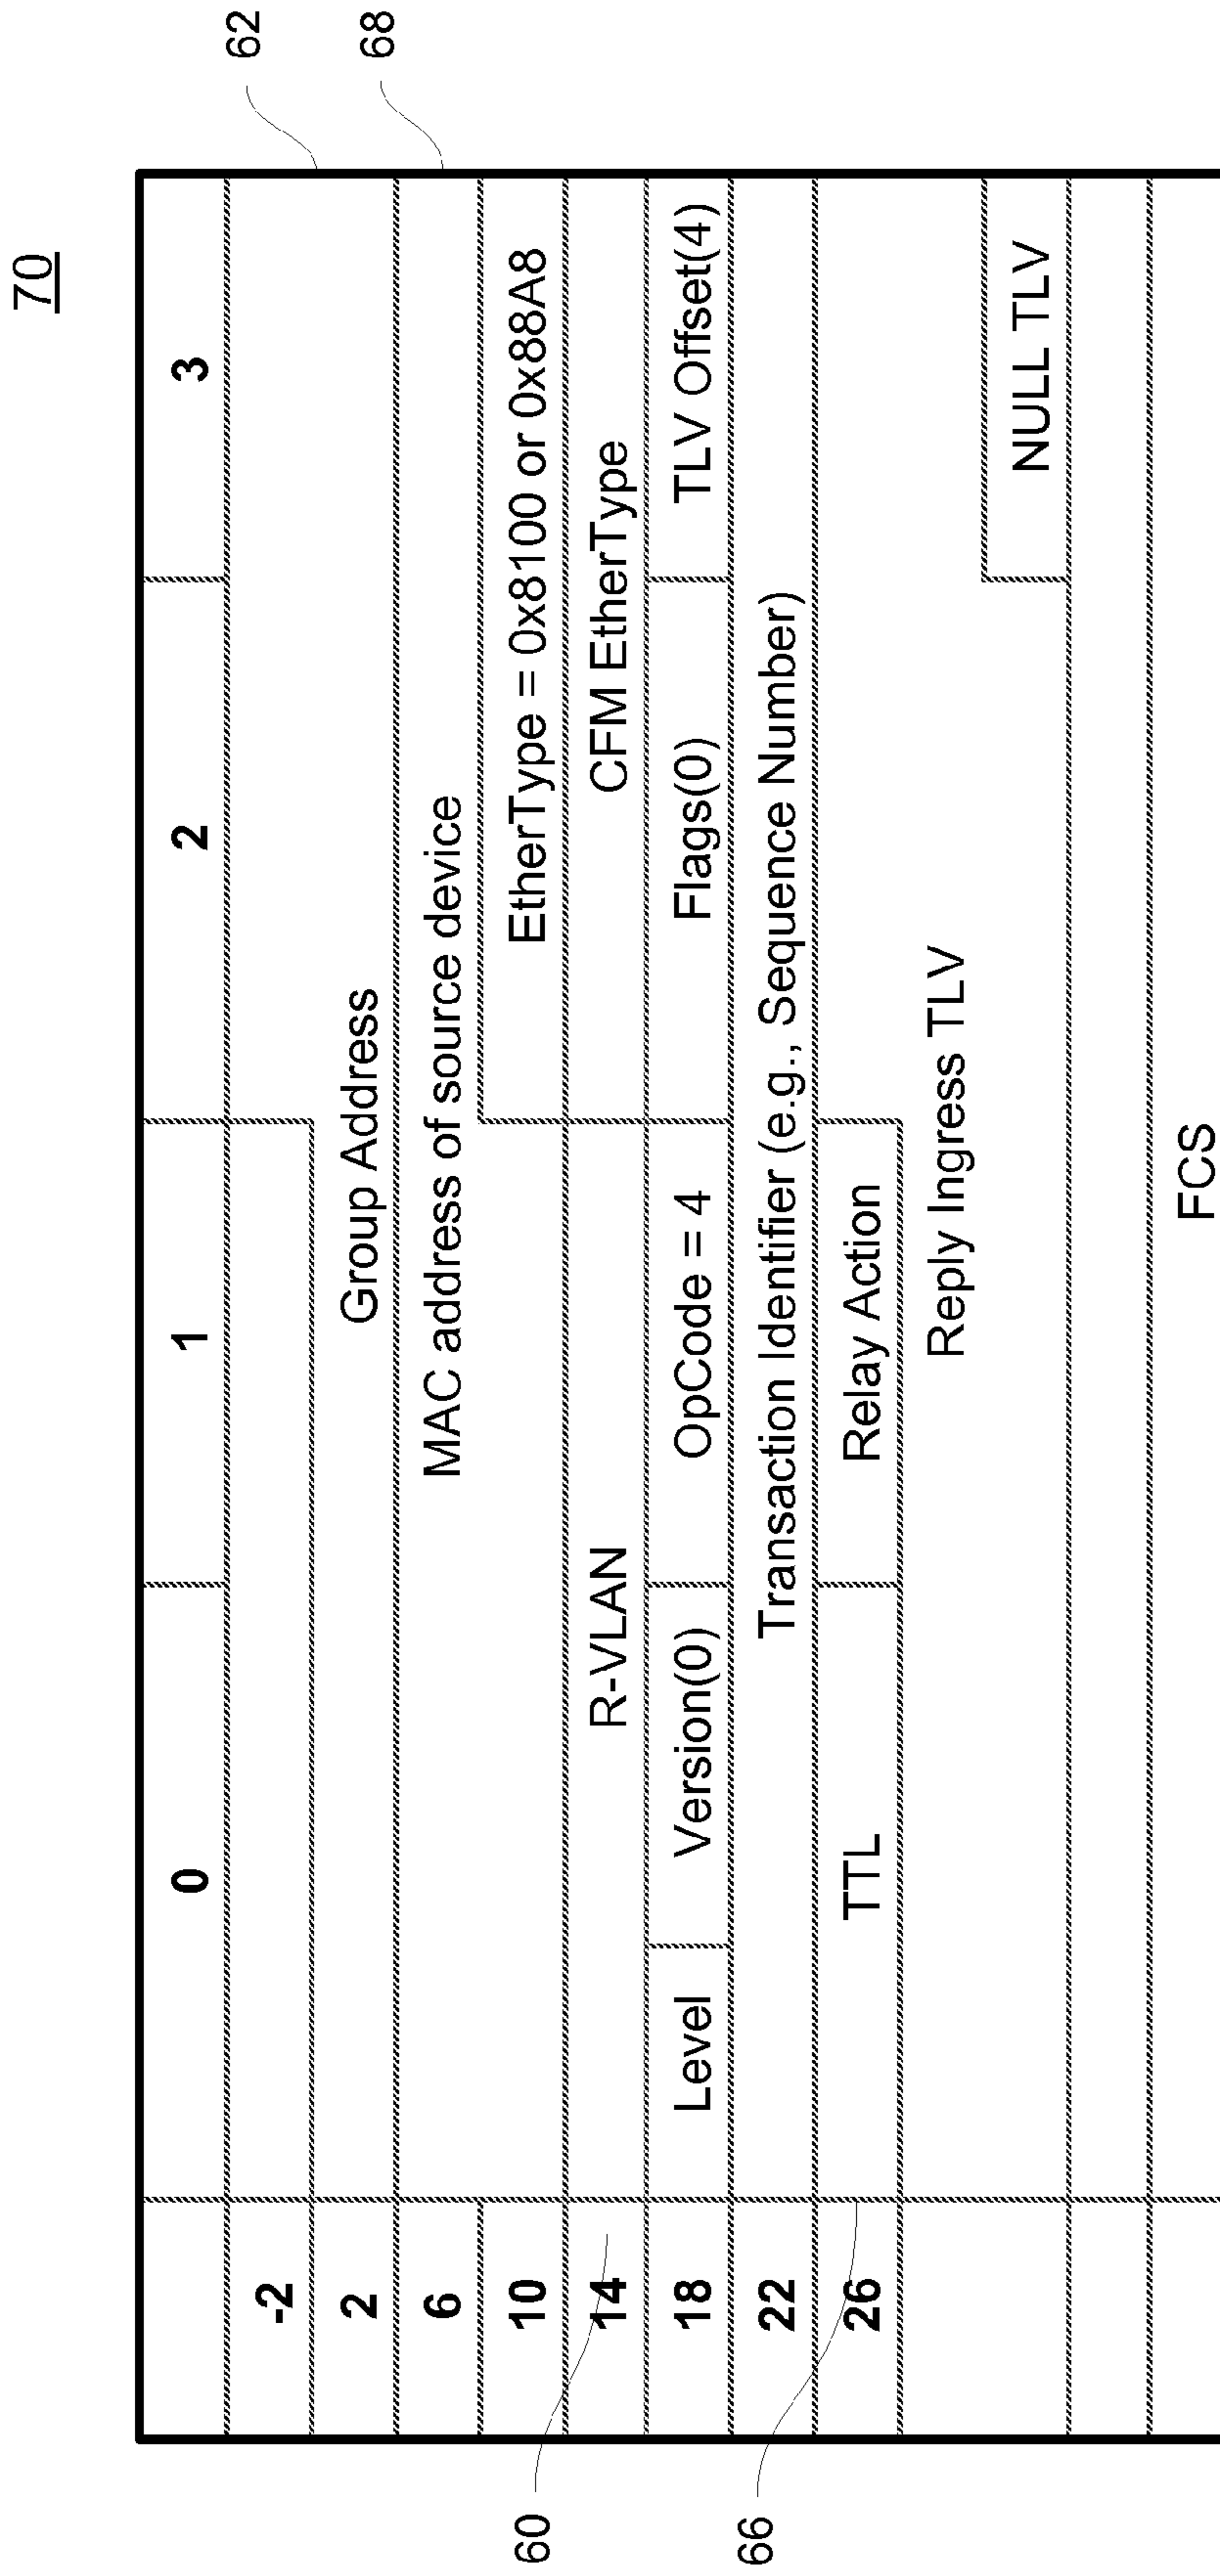 70
0 1 2 3
-2
62
2 Group Address
6 MAC address of source device
68
10 EtherType = 0x8100 or 0x88A8
60
14 R-VLAN CFM EtherType
18 Level Version(0) OpCode = 4 Flags(0) TLV Offset(4)
22 Transaction Identifier (e.g., Sequence Number)
66
26 TTL Relay Action
Reply Ingress TLV
NULL TLV
FCS